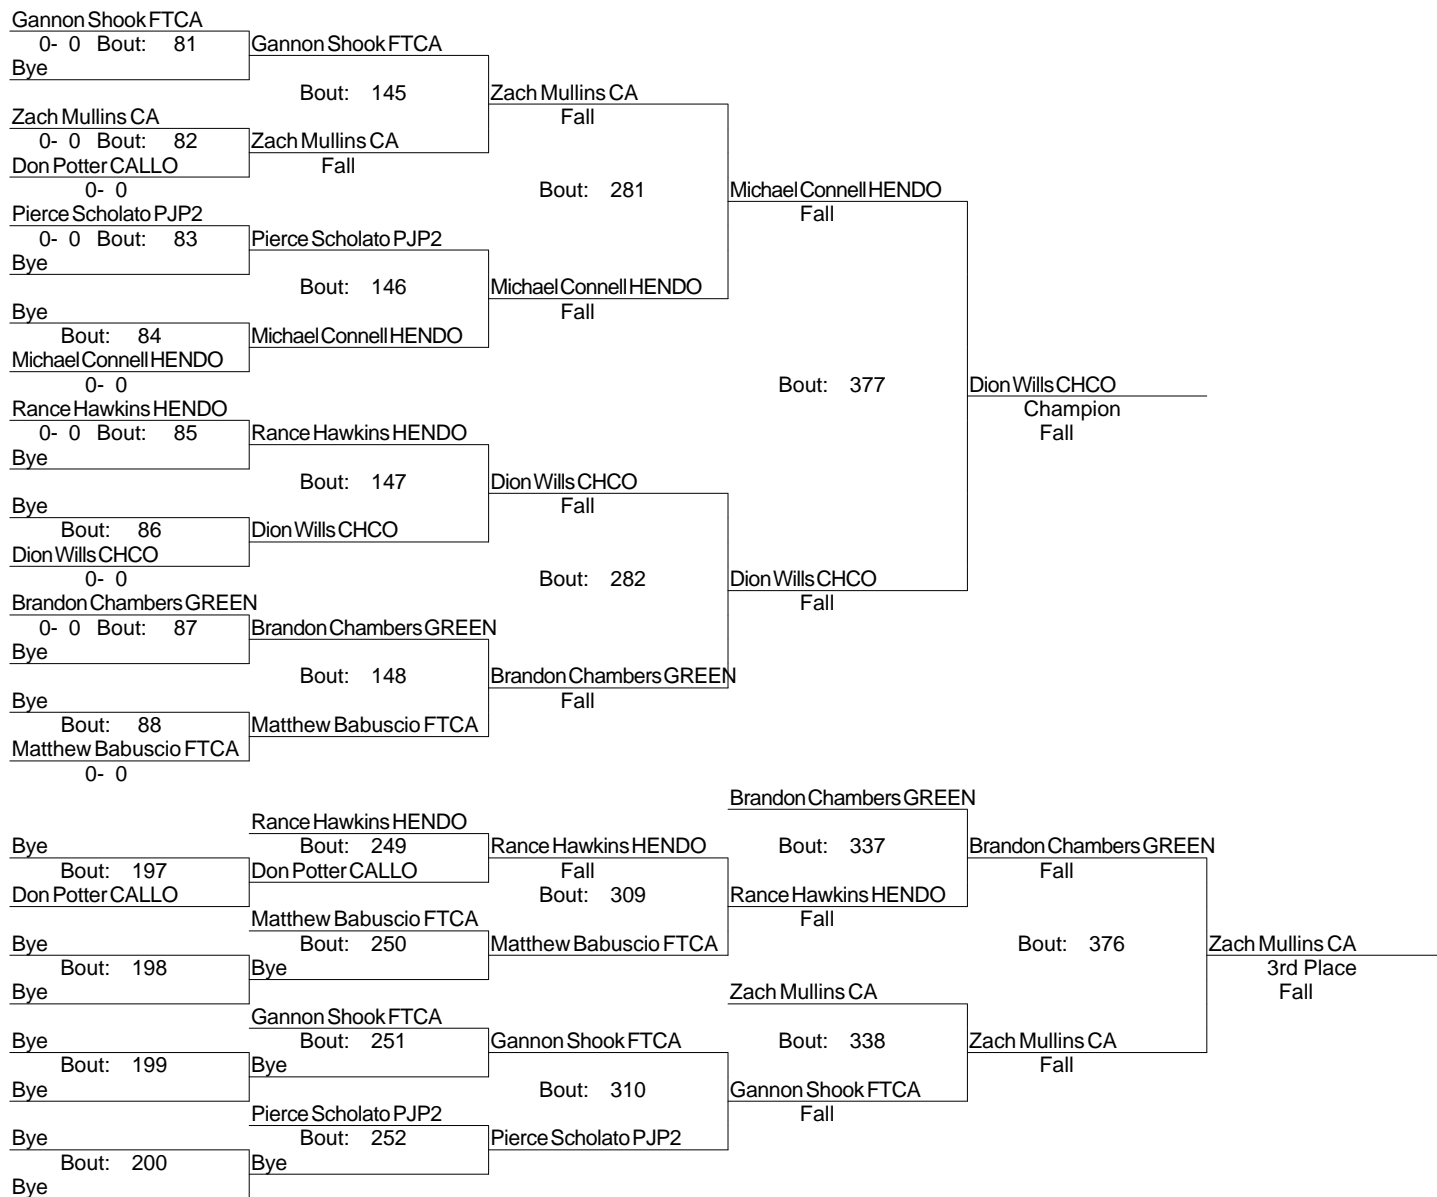 Gannon Shook FTCA
0- 0 Bout: 81 Gannon Shook FTCA
Bye
Bout: 145 Zach Mullins CA
Zach Mullins CA Fall
0- 0 Bout: 82 Zach Mullins CA
Don Potter CALLO Fall
0- 0 Bout: 281 Michael Connell HENDO
Pierce Scholato PJP2 Fall
0- 0 Bout: 83 Pierce Scholato PJP2
Bye
Bout: 146 Michael Connell HENDO
Bye Fall
Bout: 84 Michael Connell HENDO
Michael Connell HENDO
0- 0 Bout: 377 Dion Wills CHCO
Rance Hawkins HENDO Champion
0- 0 Bout: 85 Rance Hawkins HENDO Fall
Bye
Bout: 147 Dion Wills CHCO
Bye Fall
Bout: 86 Dion Wills CHCO
Dion Wills CHCO
0- 0 Bout: 282 Dion Wills CHCO
Brandon Chambers GREEN Fall
0- 0 Bout: 87 Brandon Chambers GREEN
Bye
Bout: 148 Brandon Chambers GREEN
Bye Fall
Bout: 88 Matthew Babuscio FTCA
Matthew Babuscio FTCA
0- 0
Brandon Chambers GREEN
Rance Hawkins HENDO
Bye Bout: 249 Rance Hawkins HENDO Bout: 337 Brandon Chambers GREEN
Bout: 197 Don Potter CALLO Fall Fall
Don Potter CALLO Bout: 309 Rance Hawkins HENDO
Matthew Babuscio FTCA Fall
Bye Bout: 250 Matthew Babuscio FTCA Bout: 376 Zach Mullins CA
Bout: 198 Bye 3rd Place
Bye Zach Mullins CA Fall
Gannon Shook FTCA
Bye Bout: 251 Gannon Shook FTCA Bout: 338 Zach Mullins CA
Bout: 199 Bye Fall
Bye Bout: 310 Gannon Shook FTCA
Pierce Scholato PJP2 Fall
Bye Bout: 252 Pierce Scholato PJP2
Bout: 200 Bye
Bye